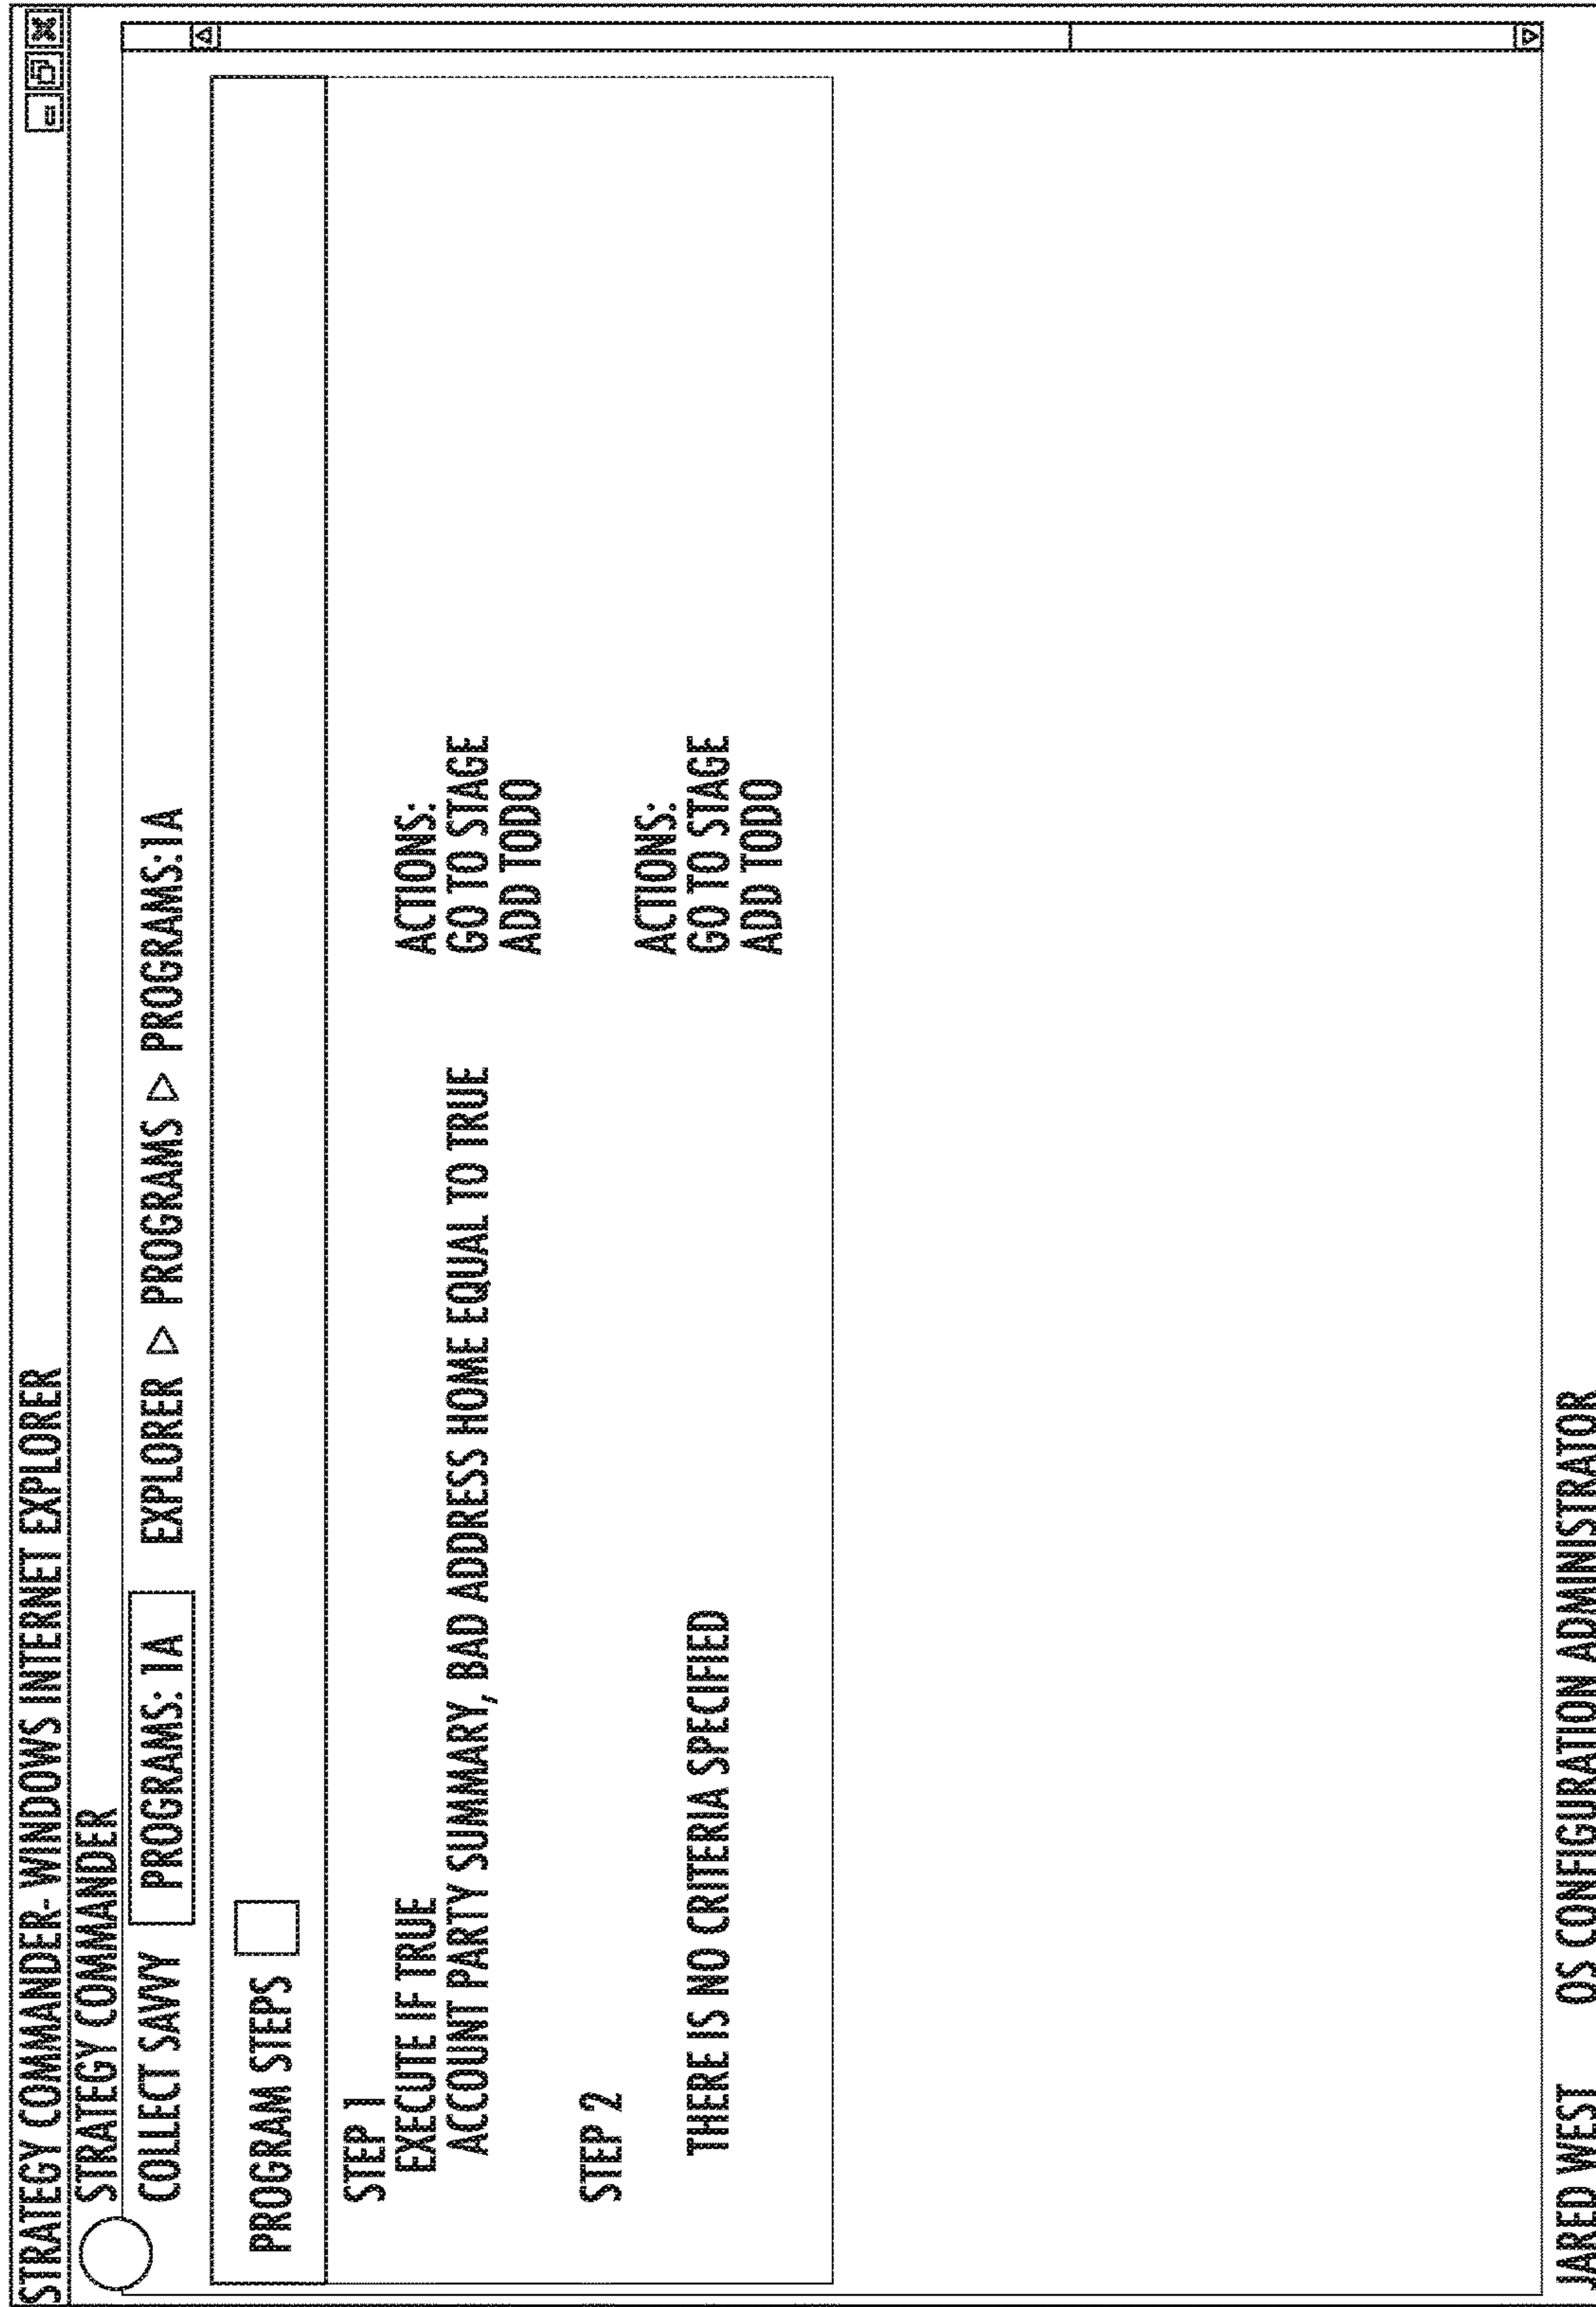 STRATEGY COMMANDER-WINDOWS INTERNET EXPLORER
STRATEGY COMMANDER
COLLECT SAVVY PROGRAMS: 1A EXPLORER ▷ PROGRAMS ▷ PROGRAMS:1A
PROGRAM STEPS
STEP 1
EXECUTE IF TRUE ACTIONS:
ACCOUNT PARTY SUMMARY, BAD ADDRESS HOME EQUAL TO TRUE GO TO STAGE
ADD TODO
STEP 2
ACTIONS:
THERE IS NO CRITERIA SPECIFIED GO TO STAGE
ADD TODO
JARED WEST OS CONFIGURATION ADMINISTRATOR